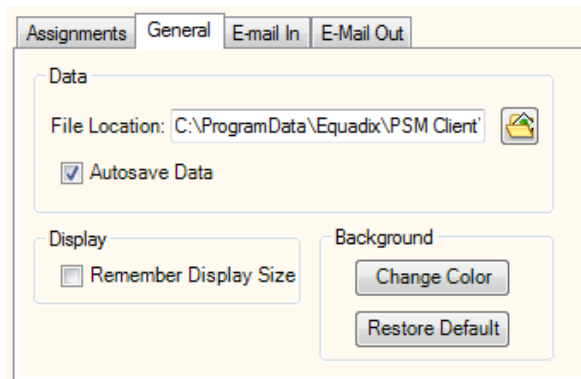 Assignments General E-mail In E-Mail Out
Data
File Location: C:\ProgramData\Equadix\PSM Client\
Autosave Data
Display
Remember Display Size
Background
Change Color
Restore Default